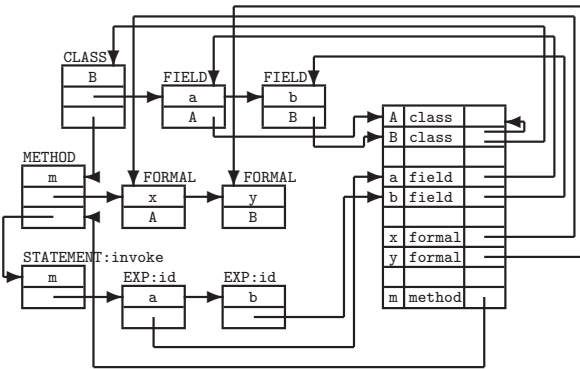 CLASS
B
FIELD
a
A
FIELD
b
B
A class
B class
a field
b field
x formal
y formal
m method
METHOD
m
FORMAL
x
A
FORMAL
y
B
STATEMENT:invoke
m
EXP:id
a
EXP:id
b